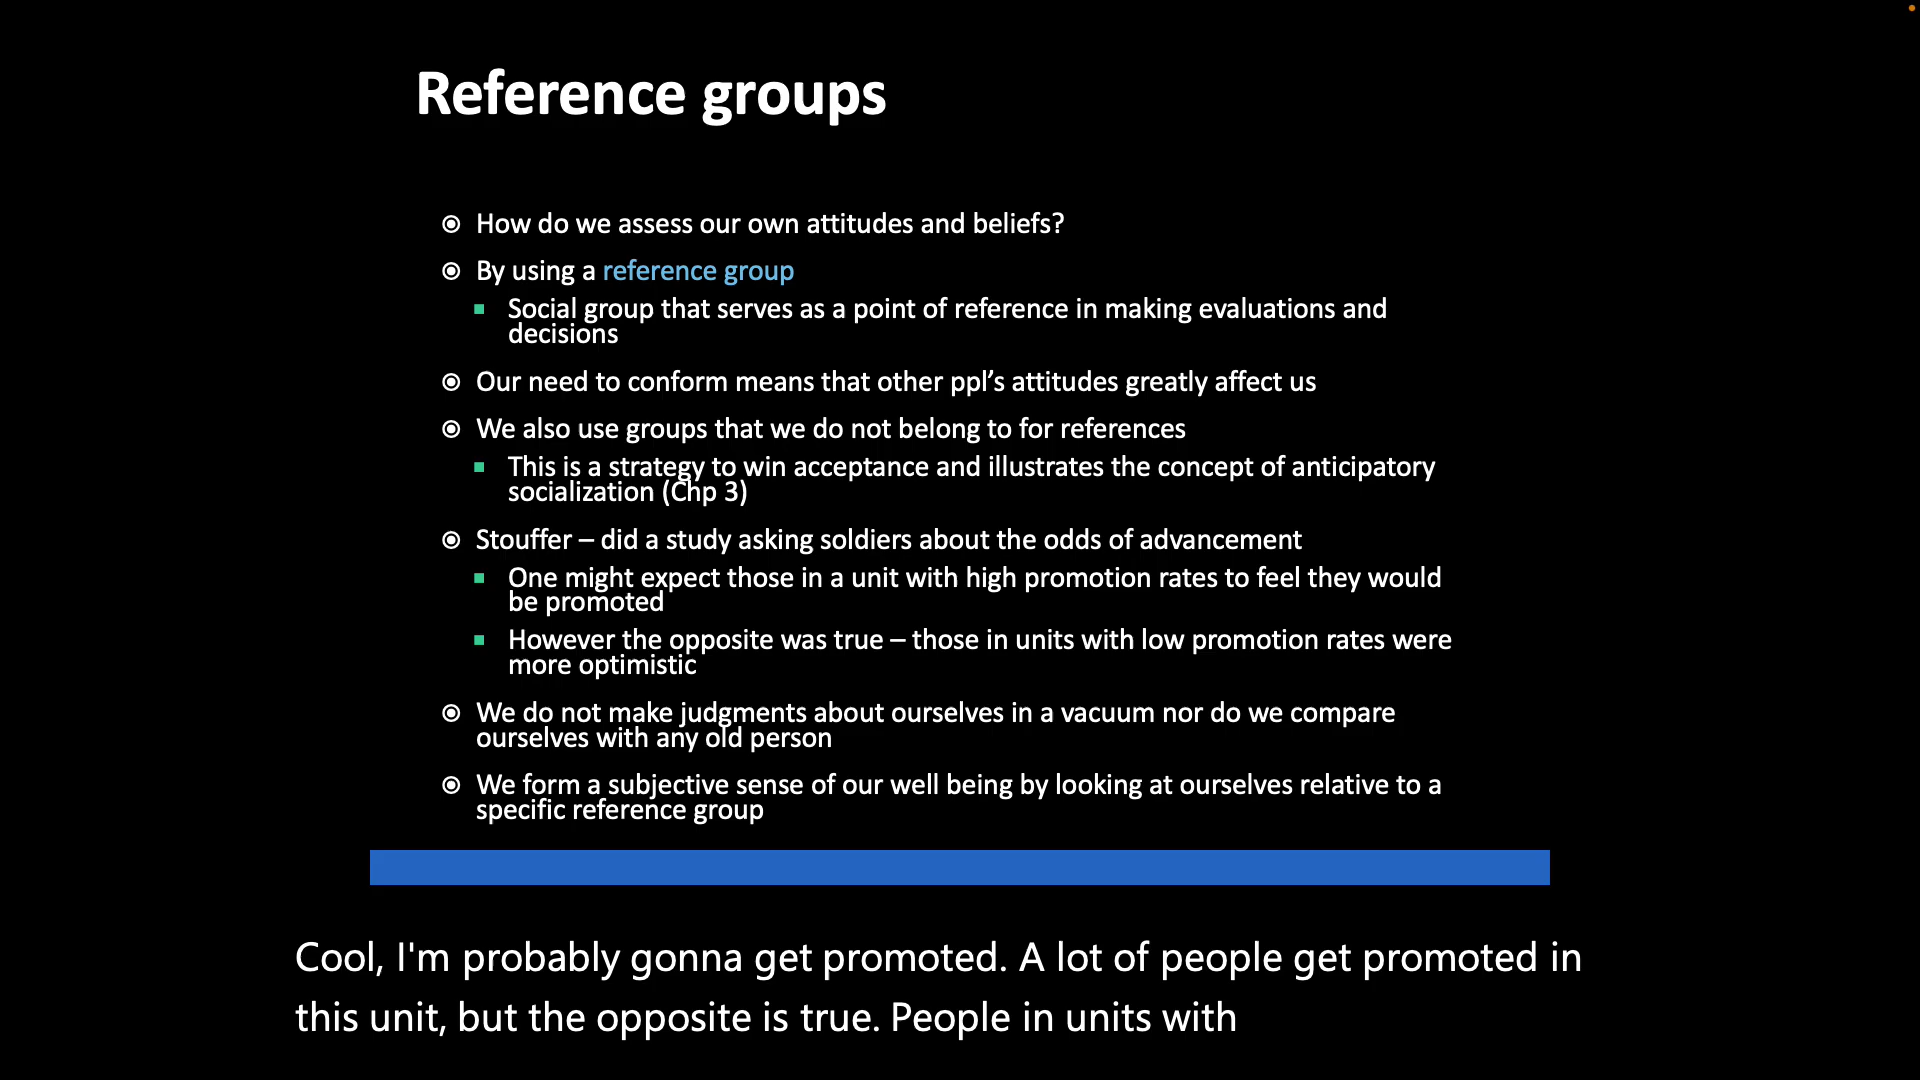 Reference groups
How do we assess our own attitudes and beliefs?
By using a reference group
Social group that serves as a point of reference in making evaluations and
decisions
Our need to conform means that other ppl’s attitudes greatly affect us
We also use groups that we do not belong to for references
This is a strategy to win acceptance and illustrates the concept of anticipatory
socialization (Chp 3)
Stouffer – did a study asking soldiers about the odds of advancement
One might expect those in a unit with high promotion rates to feel they would
be promoted
However the opposite was true – those in units with low promotion rates were
more optimistic
We do not make judgments about ourselves in a vacuum nor do we compare
ourselves with any old person
We form a subjective sense of our well being by looking at ourselves relative to a
specific reference group
Cool, I'm probably gonna get promoted. A lot of people get promoted in
this unit, but the opposite is true. People in units with